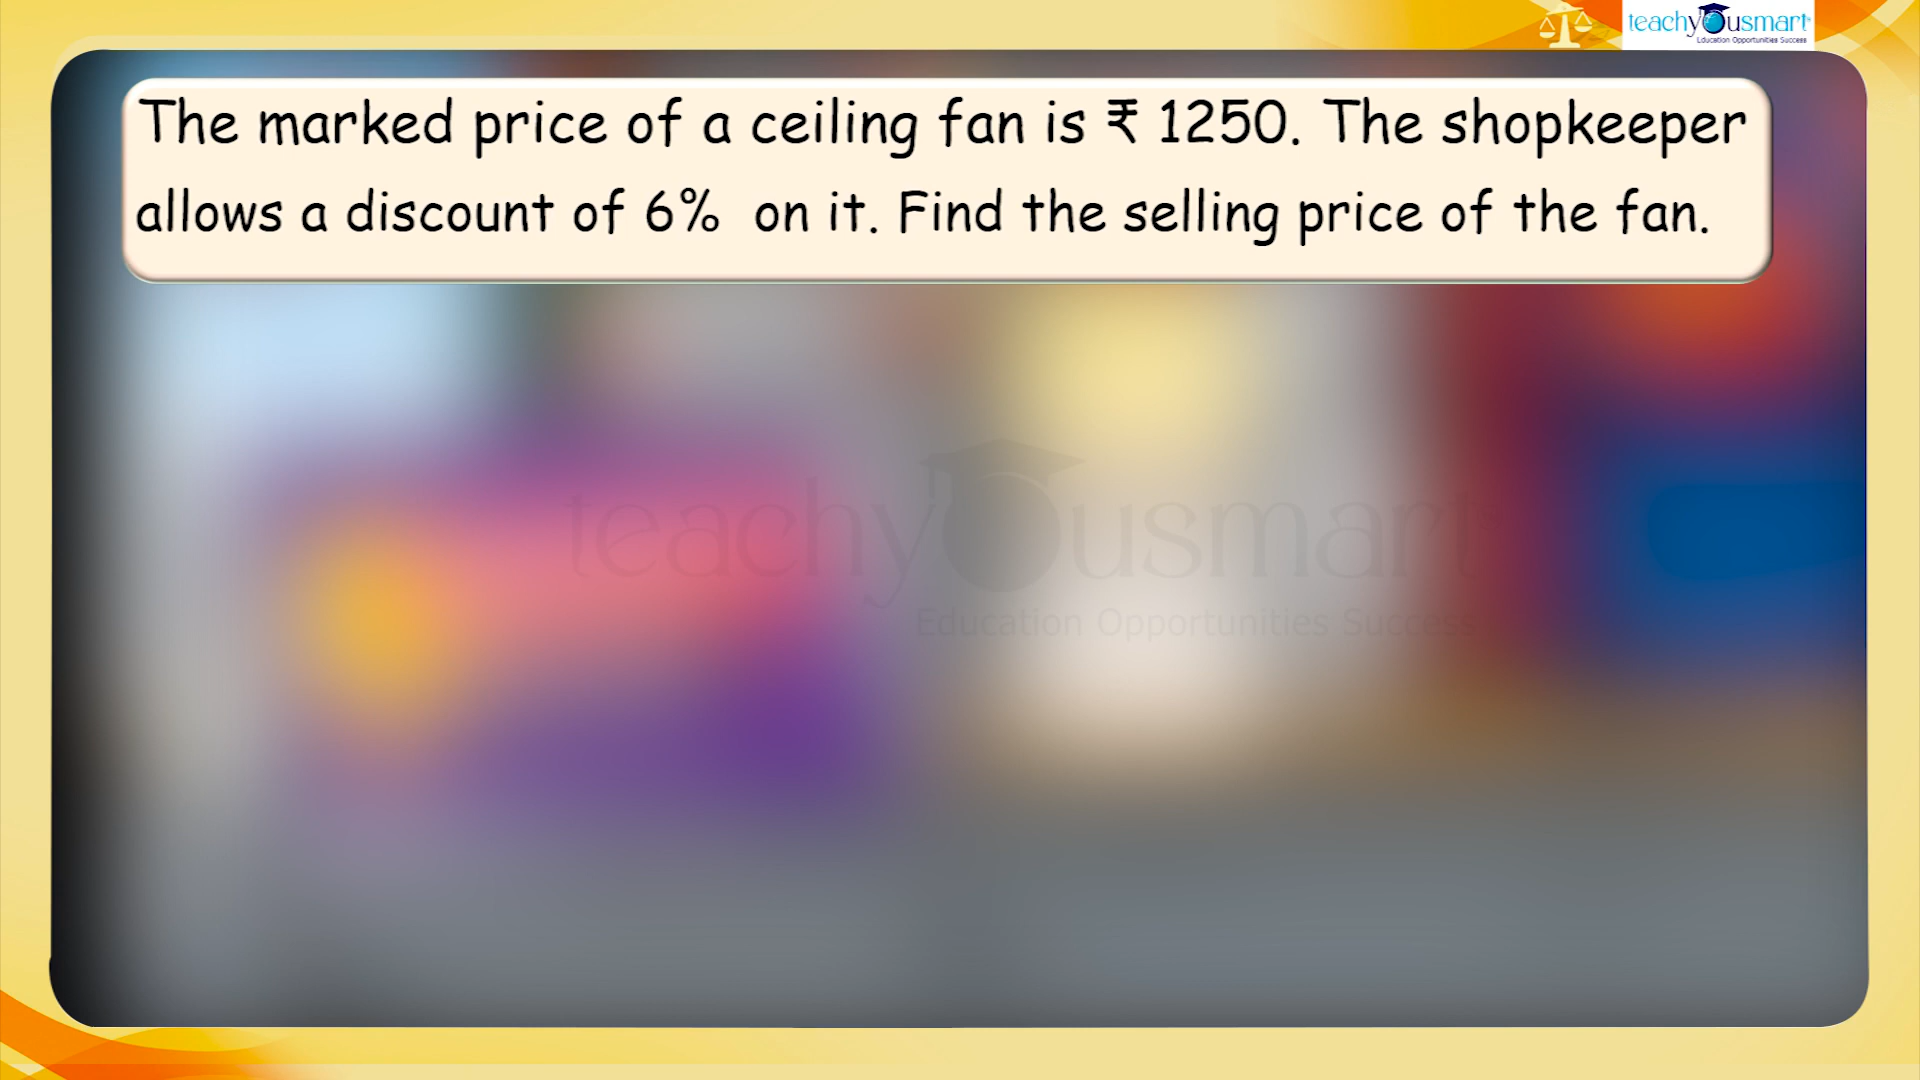 teachyousmart
Education Opportunities Success
The marked price of a ceiling fan is ₹ 1250. The shopkeeper
allows a discount of 6% on it. Find the selling price of the fan.
teachyousmart
Education Opportunities Success